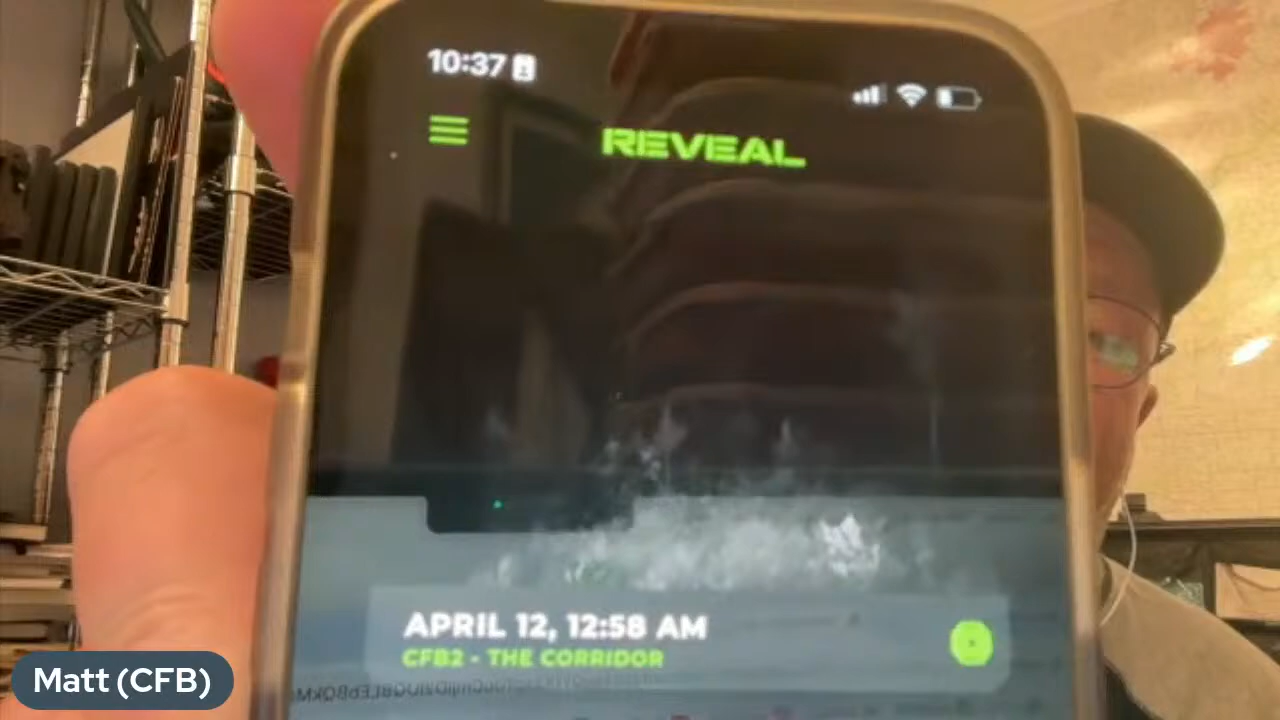 10:37
REVEAL
APRIL 12, 12:58 AM
CFB2 - THE CORRIDOR
Matt (CFB)